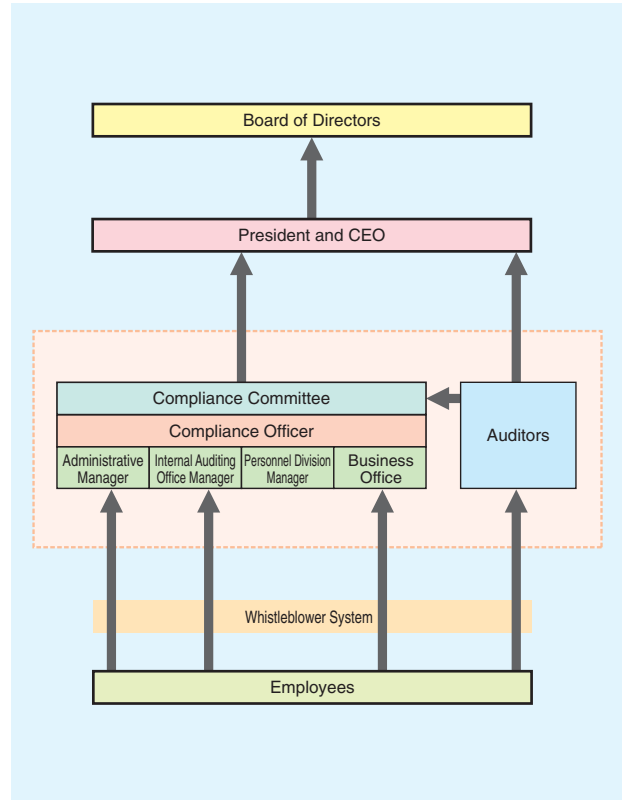 Board of Directors
President and CEO
Compliance Committee
Compliance Officer
Administrative
Manager
Internal Auditing
Office Manager
Personnel Division
Manager
Business
Office
Auditors
Whistleblower System
Employees